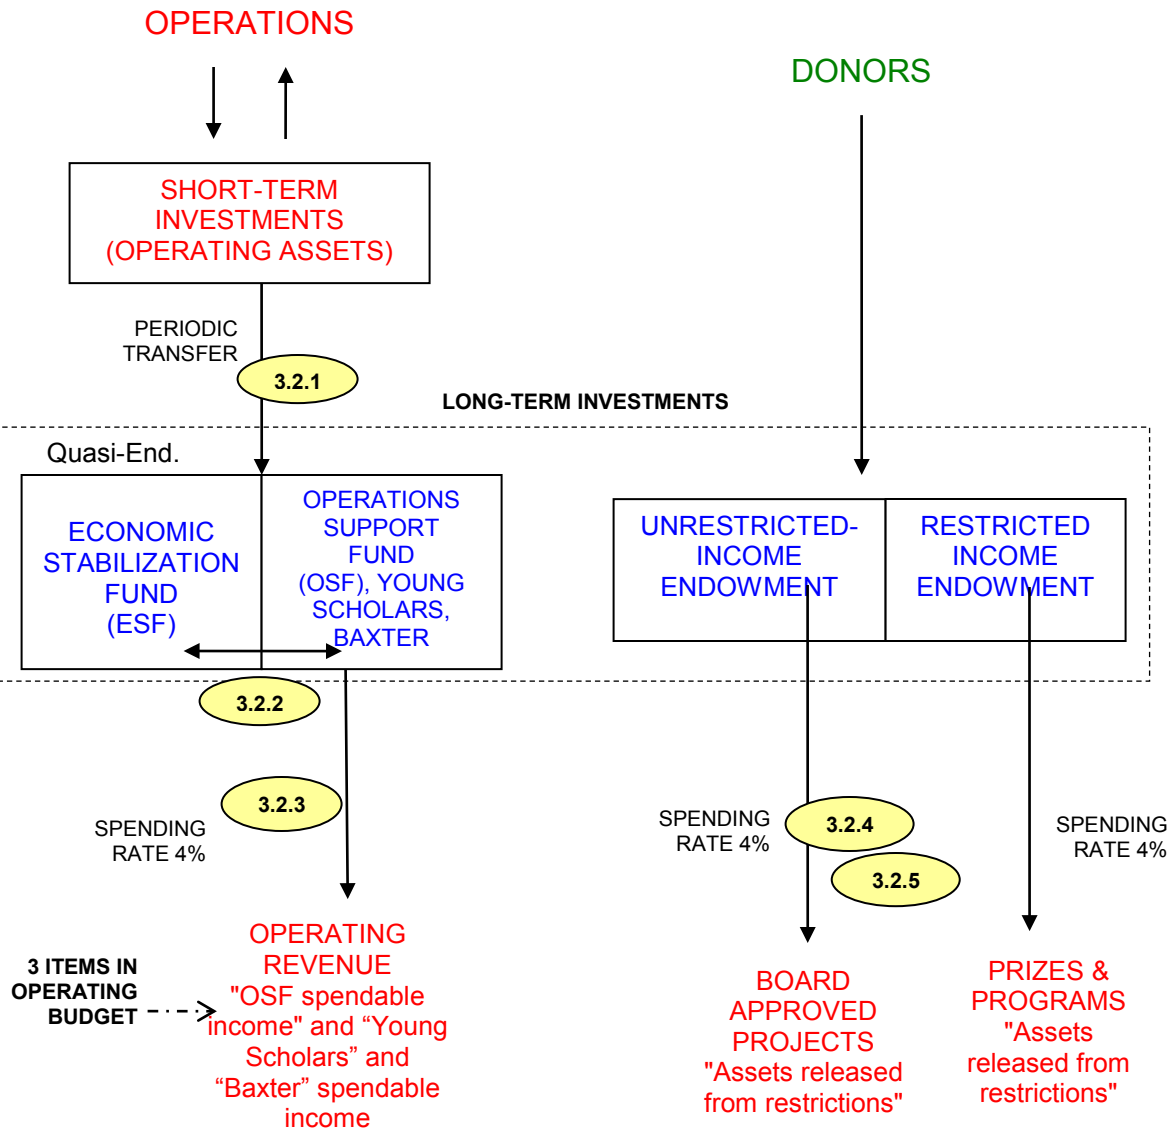 OPERATIONS
DONORS
SHORT-TERM
INVESTMENTS
(OPERATING ASSETS)
PERIODIC
TRANSFER
3.2.1
LONG-TERM INVESTMENTS
Quasi-End.
ECONOMIC
STABILIZATION
FUND
(ESF)
OPERATIONS
SUPPORT
FUND
(OSF), YOUNG
SCHOLARS,
BAXTER
UNRESTRICTED-
INCOME
ENDOWMENT
RESTRICTED
INCOME
ENDOWMENT
3.2.2
3.2.3
SPENDING
RATE 4%
SPENDING
RATE 4%
3.2.4
3.2.5
SPENDING
RATE 4%
3 ITEMS IN
OPERATING
BUDGET
OPERATING
REVENUE
"OSF spendable
income" and “Young
Scholars” and
“Baxter” spendable
income
BOARD
APPROVED
PROJECTS
"Assets released
from restrictions"
PRIZES &
PROGRAMS
"Assets
released from
restrictions"